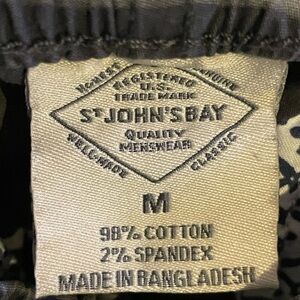 HONEST
GENUINE
REGISTERED
U.S.
TRADE MARK
ST JOHN'S BAY
QUALITY
MENSWEAR
WELL-MADE
CLASSIC
M
98% COTTON
2% SPANDEX
MADE IN BANGLADESH